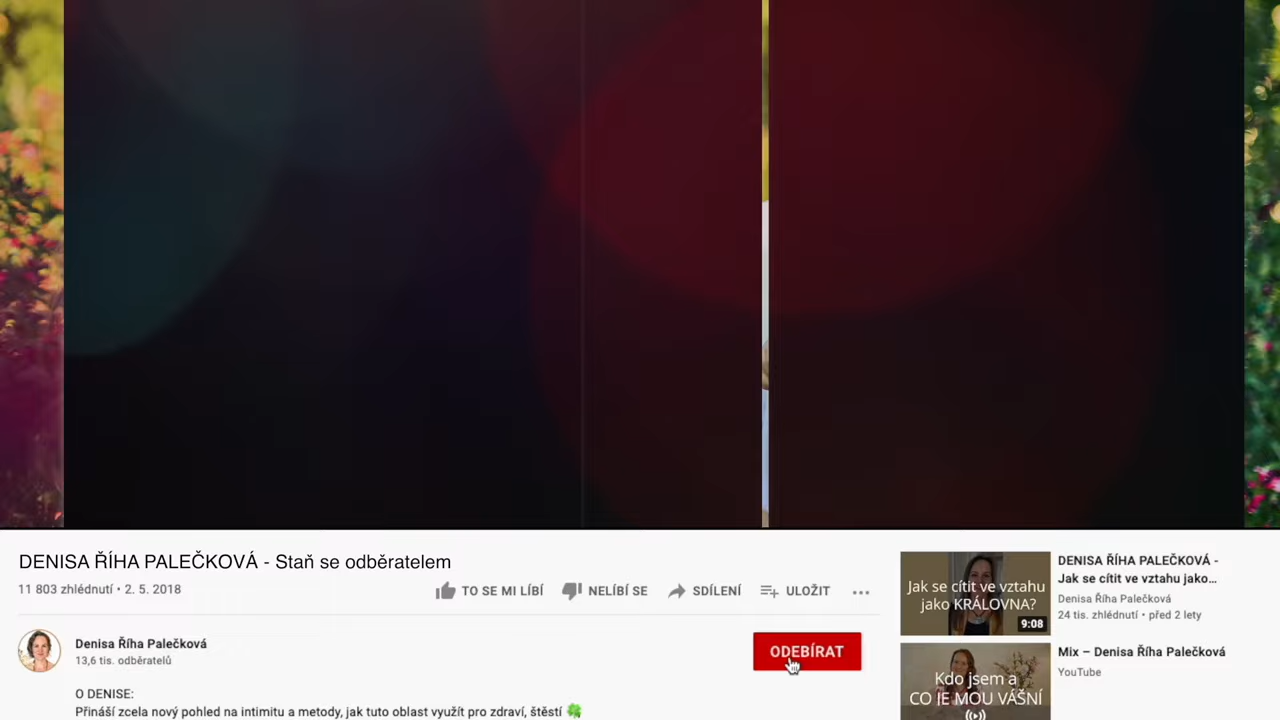 DENISA ŘÍHA PALEČKOVÁ - Staň se odběratelem
11 803 zhlédnutí • 2. 5. 2018
TO SE MI LÍBÍ
NELÍBÍ SE
SDÍLENÍ
ULOŽIT
Denisa Říha Palečková
13,6 tis. odběratelů
ODEBÍRAT
O DENISE:
Přináší zcela nový pohled na intimitu a metody, jak tuto oblast využít pro zdraví, štěstí 🍀
Jak se cítit ve vztahu
jako KRÁLOVNA?
9:08
DENISA ŘÍHA PALEČKOVÁ -
Jak se cítit ve vztahu jako...
Denisa Říha Palečková
24 tis. zhlédnutí • před 2 lety
Kdo jsem a
CO JE MOU VÁŠNÍ
Mix – Denisa Říha Palečková
YouTube